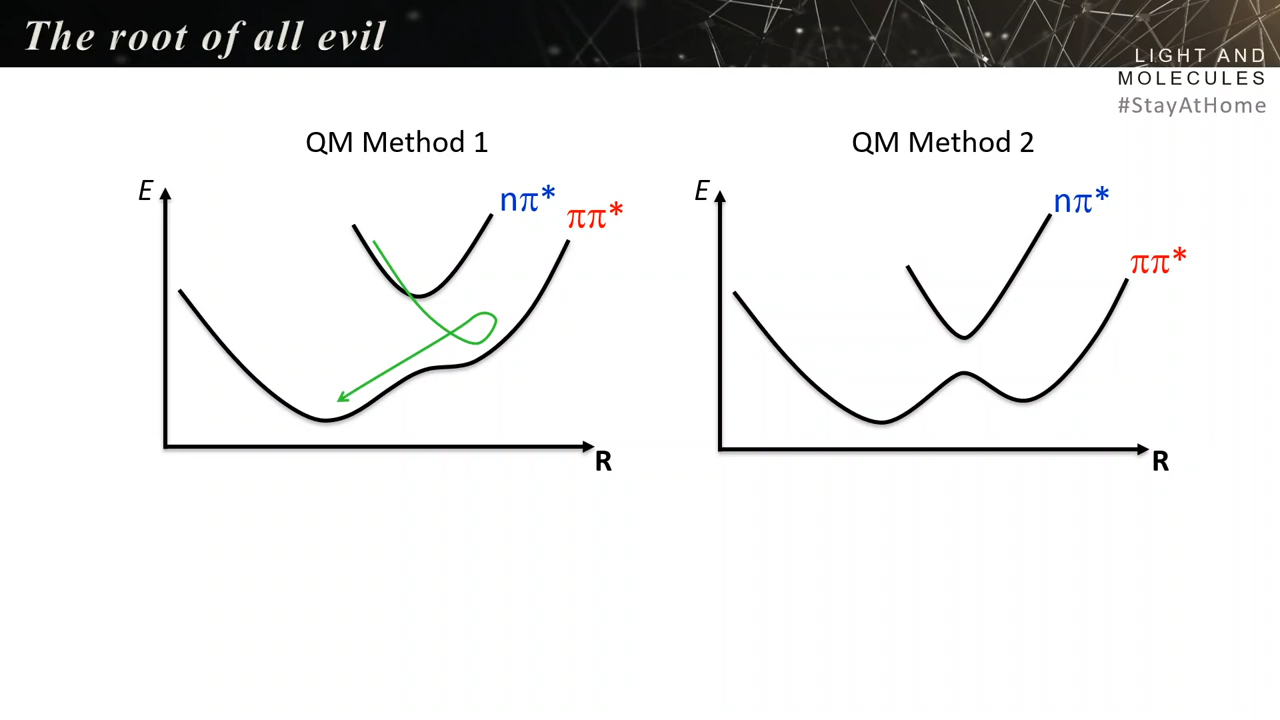 The root of all evil
LIGHT AND
MOLECULES
#StayAtHome
QM Method 1
E
nπ*
ππ*
R
QM Method 2
E
nπ*
ππ*
R